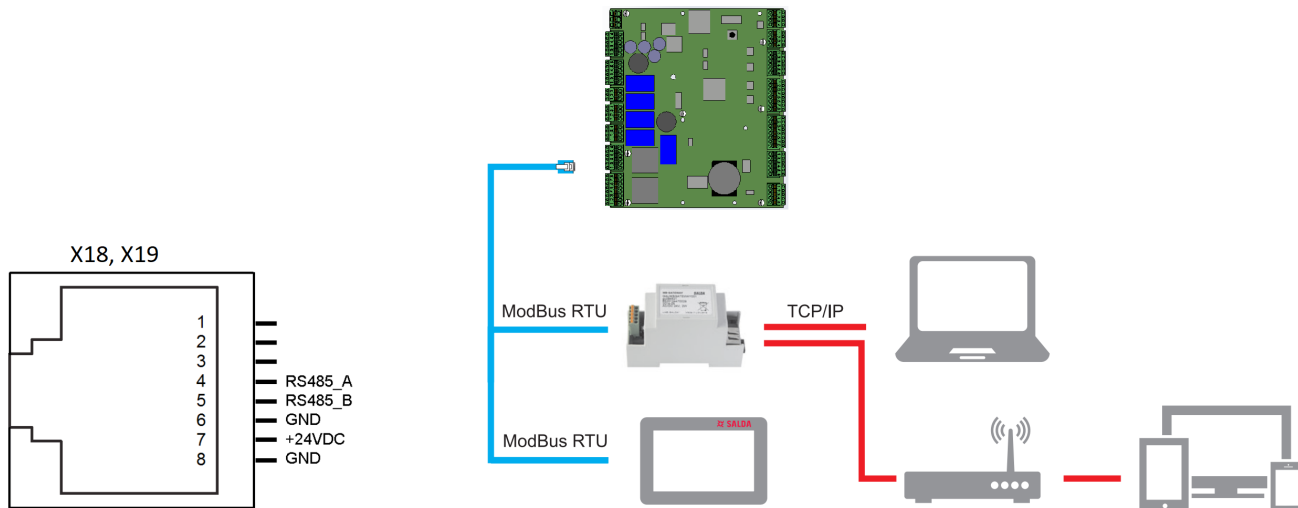 X18, X19
1
2
3
4 RS485_A
5 RS485_B
6 GND
7 +24VDC
8 GND
ModBus RTU
SALDA
TCP/IP
ModBus RTU
SALDA